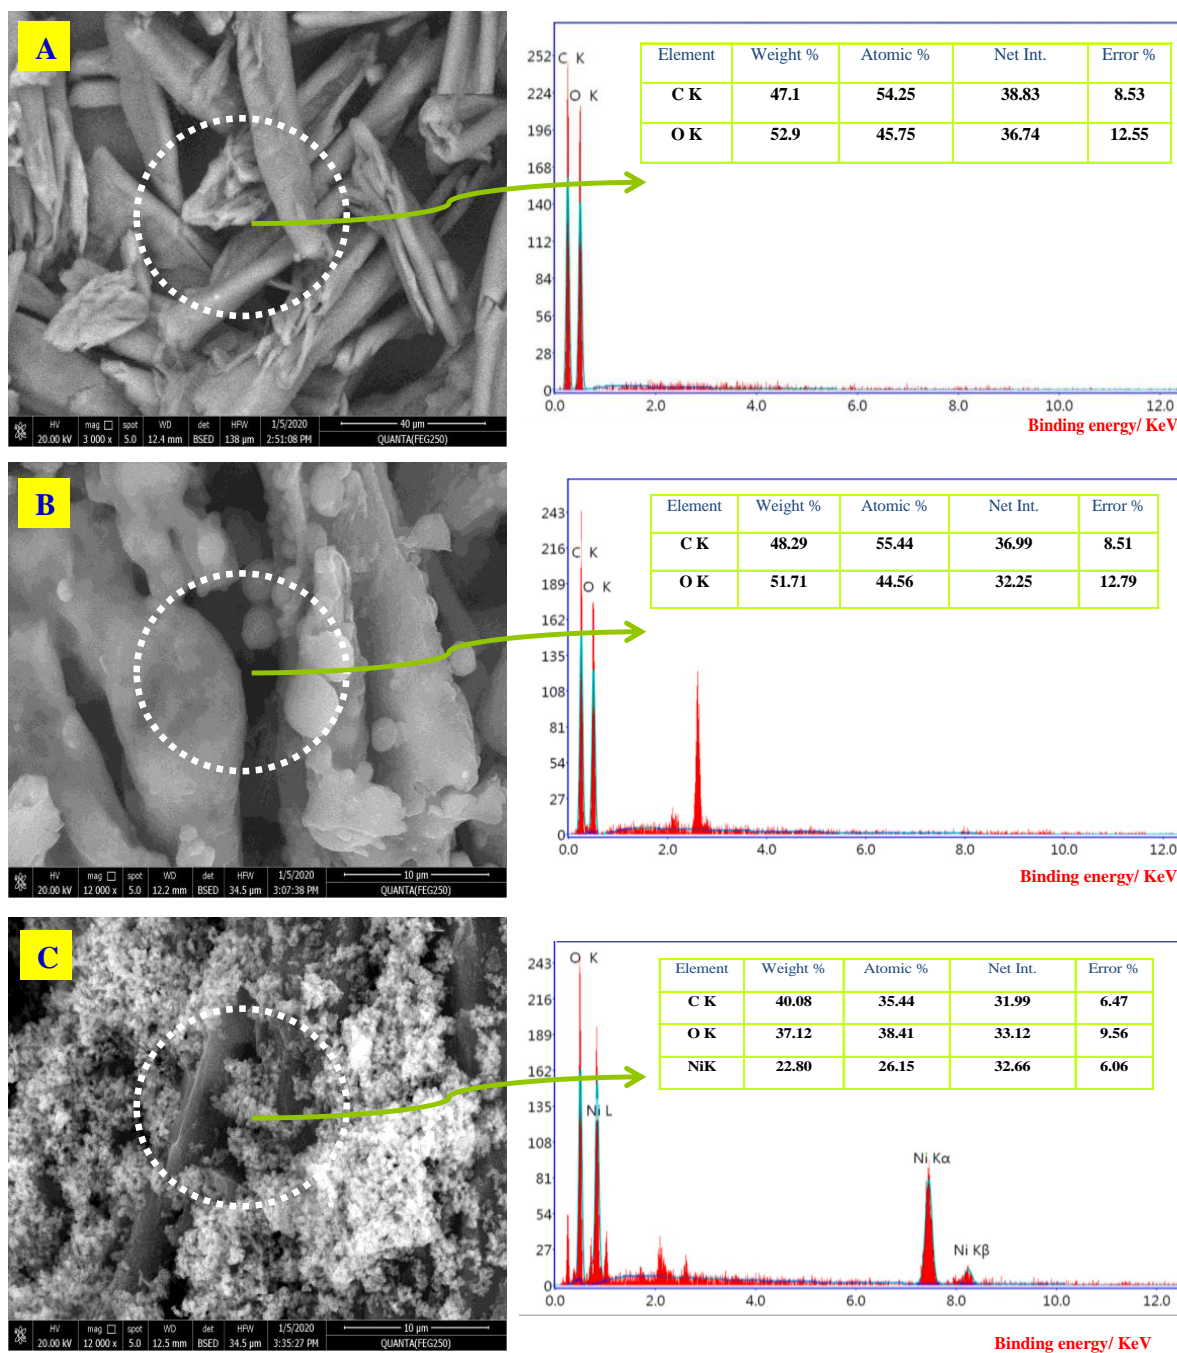 A
252
224
196
168
140
112
84
56
28
0
C K
O K
Element Weight % Atomic % Net Int. Error %
C K 47.1 54.25 38.83 8.53
O K 52.9 45.75 36.74 12.55
0.0 2.0 4.0 6.0 8.0 10.0 12.0
Binding energy/ KeV
HV mag spot WD det HFW 1/5/2020 40 µm
20.00 kV 3 000 x 5.0 12.4 mm BSED 138 µm 2:51:08 PM QUANTA(FEG250)
B
243
216
189
162
135
108
81
54
27
0
C K
O K
Element Weight % Atomic % Net Int. Error %
C K 48.29 55.44 36.99 8.51
O K 51.71 44.56 32.25 12.79
0.0 2.0 4.0 6.0 8.0 10.0 12.0
Binding energy/ KeV
HV mag spot WD det HFW 1/5/2020 10 µm
20.00 kV 12 000 x 5.0 12.2 mm BSED 34.5 µm 3:07:38 PM QUANTA(FEG250)
C
243
216
189
162
135
108
81
54
27
0
O K
Ni L
Ni Kα
Ni Kβ
Element Weight % Atomic % Net Int. Error %
C K 40.08 35.44 31.99 6.47
O K 37.12 38.41 33.12 9.56
NiK 22.80 26.15 32.66 6.06
0.0 2.0 4.0 6.0 8.0 10.0 12.0
Binding energy/ KeV
HV mag spot WD det HFW 1/5/2020 10 µm
20.00 kV 12 000 x 5.0 12.5 mm BSED 34.5 µm 3:35:27 PM QUANTA(FEG250)